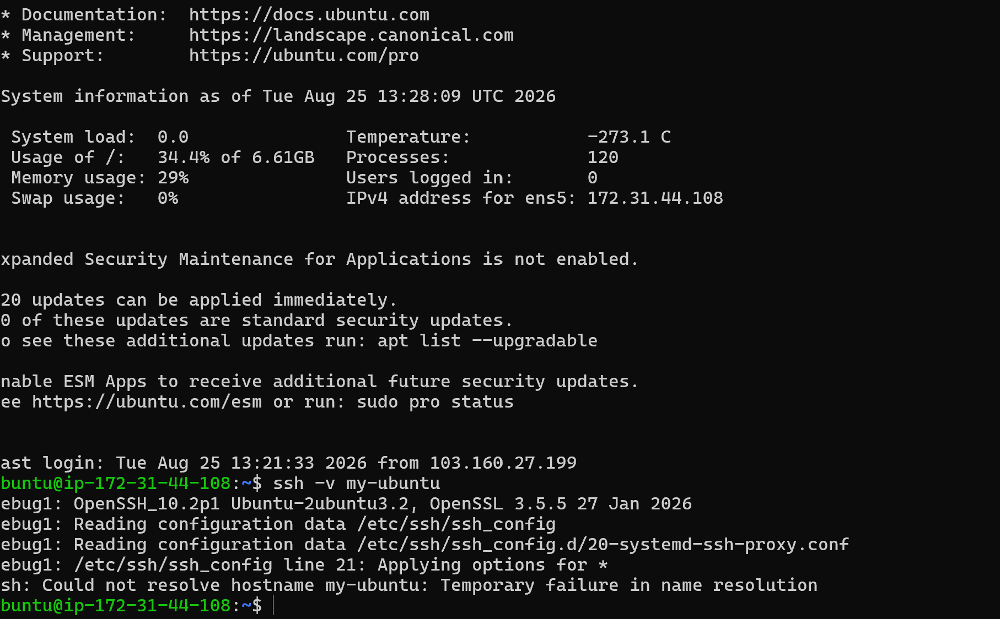 * Documentation:  https://docs.ubuntu.com
* Management:     https://landscape.canonical.com
* Support:        https://ubuntu.com/pro

System information as of Tue Aug 25 13:28:09 UTC 2026

 System load:  0.0               Temperature:           -273.1 C
 Usage of /:   34.4% of 6.61GB   Processes:             120
 Memory usage: 29%               Users logged in:       0
 Swap usage:   0%                IPv4 address for ens5: 172.31.44.108

xpanded Security Maintenance for Applications is not enabled.

20 updates can be applied immediately.
0 of these updates are standard security updates.
o see these additional updates run: apt list --upgradable

nable ESM Apps to receive additional future security updates.
ee https://ubuntu.com/esm or run: sudo pro status

ast login: Tue Aug 25 13:21:33 2026 from 103.160.27.199
buntu@ip-172-31-44-108:~$ ssh -v my-ubuntu
ebug1: OpenSSH_10.2p1 Ubuntu-2ubuntu3.2, OpenSSL 3.5.5 27 Jan 2026
ebug1: Reading configuration data /etc/ssh/ssh_config
ebug1: Reading configuration data /etc/ssh/ssh_config.d/20-systemd-ssh-proxy.conf
ebug1: /etc/ssh/ssh_config line 21: Applying options for *
sh: Could not resolve hostname my-ubuntu: Temporary failure in name resolution
buntu@ip-172-31-44-108:~$